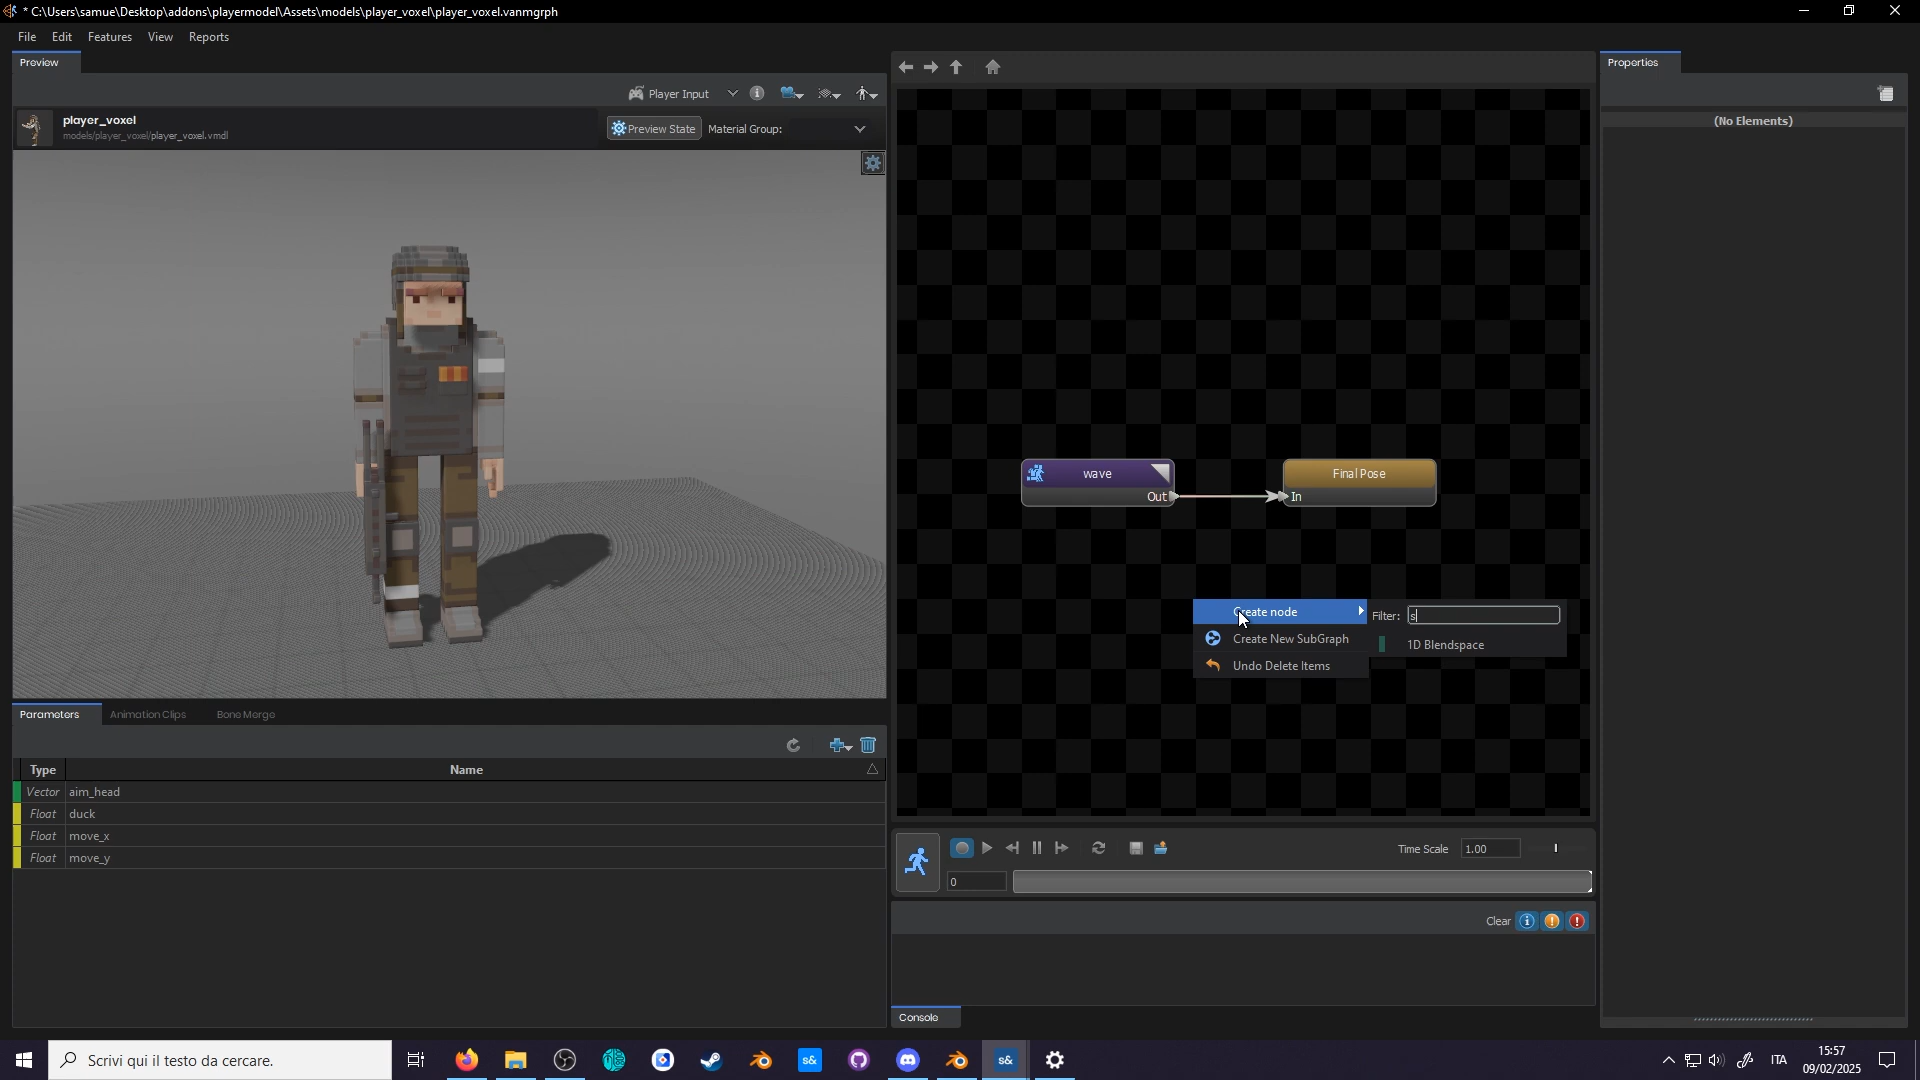 * C:\Users\samue\Desktop\addons\playermodel\Assets\models\player_voxel\player_voxel.vanmgrph
File Edit Features View Reports
Preview
Player Input
player_voxel
models/player_voxel/player_voxel.vmdl
Preview State
Material Group:
wave
Out
Final Pose
In
Create node
Create New SubGraph
Undo Delete Items
Filter: s
1D Blendspace
Properties
(No Elements)
Parameters Animation Clips Bone Merge
Type Name
Vector aim_head
Float duck
Float move_x
Float move_y
Time Scale 1.00
0
Clear
Console
Scrivi qui il testo da cercare.
s&
s&
ITA
15:57
09/02/2025